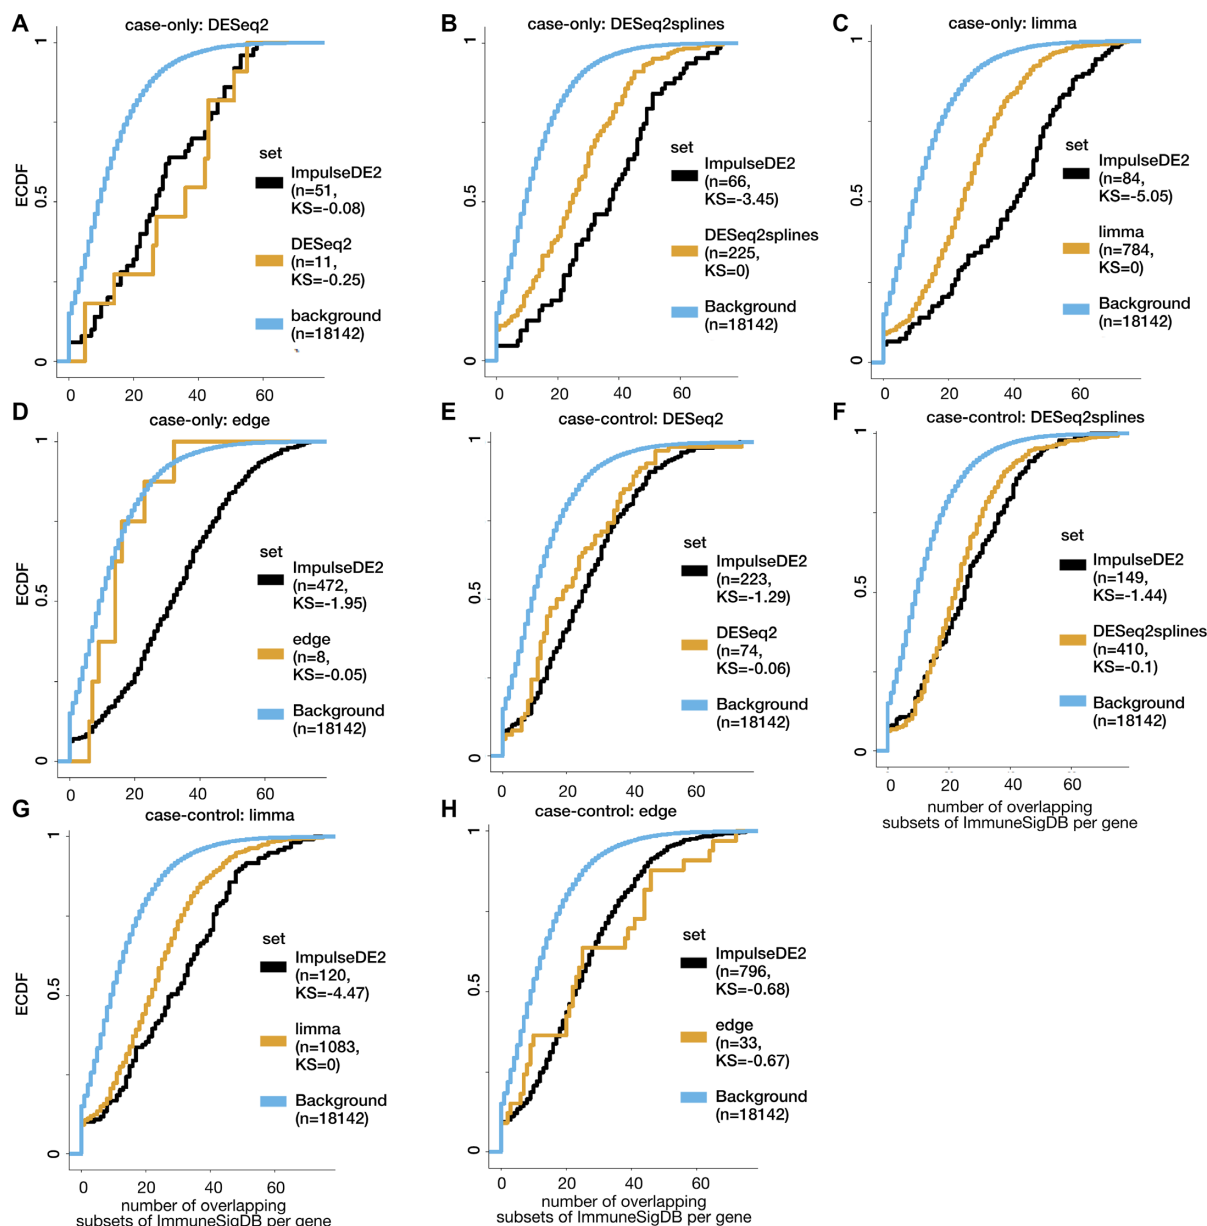 A
case-only: DESeq2
ECDF
1
0.5
0
0 20 40 60
set
ImpulseDE2
(n=51,
KS=-0.08)
DESeq2
(n=11,
KS=-0.25)
background
(n=18142)
B
case-only: DESeq2splines
1
0.5
0
0 20 40 60
set
ImpulseDE2
(n=66,
KS=-3.45)
DESeq2splines
(n=225,
KS=0)
Background
(n=18142)
C
case-only: limma
1
0.5
0
0 20 40 60
set
ImpulseDE2
(n=84,
KS=-5.05)
limma
(n=784,
KS=0)
Background
(n=18142)
D
case-only: edge
ECDF
1
0.5
0
0 20 40 60
set
ImpulseDE2
(n=472,
KS=-1.95)
edge
(n=8,
KS=-0.05)
Background
(n=18142)
E
case-control: DESeq2
1
0.5
0
0 20 40 60
set
ImpulseDE2
(n=223,
KS=-1.29)
DESeq2
(n=74,
KS=-0.06)
Background
(n=18142)
F
case-control: DESeq2splines
1
0.5
0
0 20 40 60
number of overlapping
subsets of ImmuneSigDB per gene
set
ImpulseDE2
(n=149,
KS=-1.44)
DESeq2splines
(n=410,
KS=-0.1)
Background
(n=18142)
G
case-control: limma
ECDF
1
0.5
0
0 20 40 60
number of overlapping
subsets of ImmuneSigDB per gene
set
ImpulseDE2
(n=120,
KS=-4.47)
limma
(n=1083,
KS=0)
Background
(n=18142)
H
case-control: edge
1
0.5
0
0 20 40 60
number of overlapping
subsets of ImmuneSigDB per gene
set
ImpulseDE2
(n=796,
KS=-0.68)
edge
(n=33,
KS=-0.67)
Background
(n=18142)